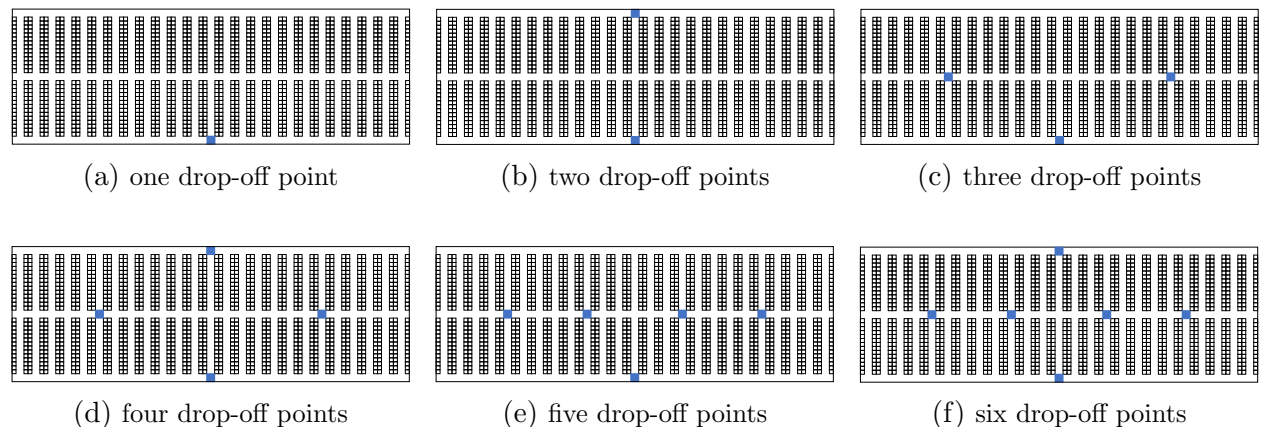 (a) one drop-off point
(b) two drop-off points
(c) three drop-off points
(d) four drop-off points
(e) five drop-off points
(f) six drop-off points